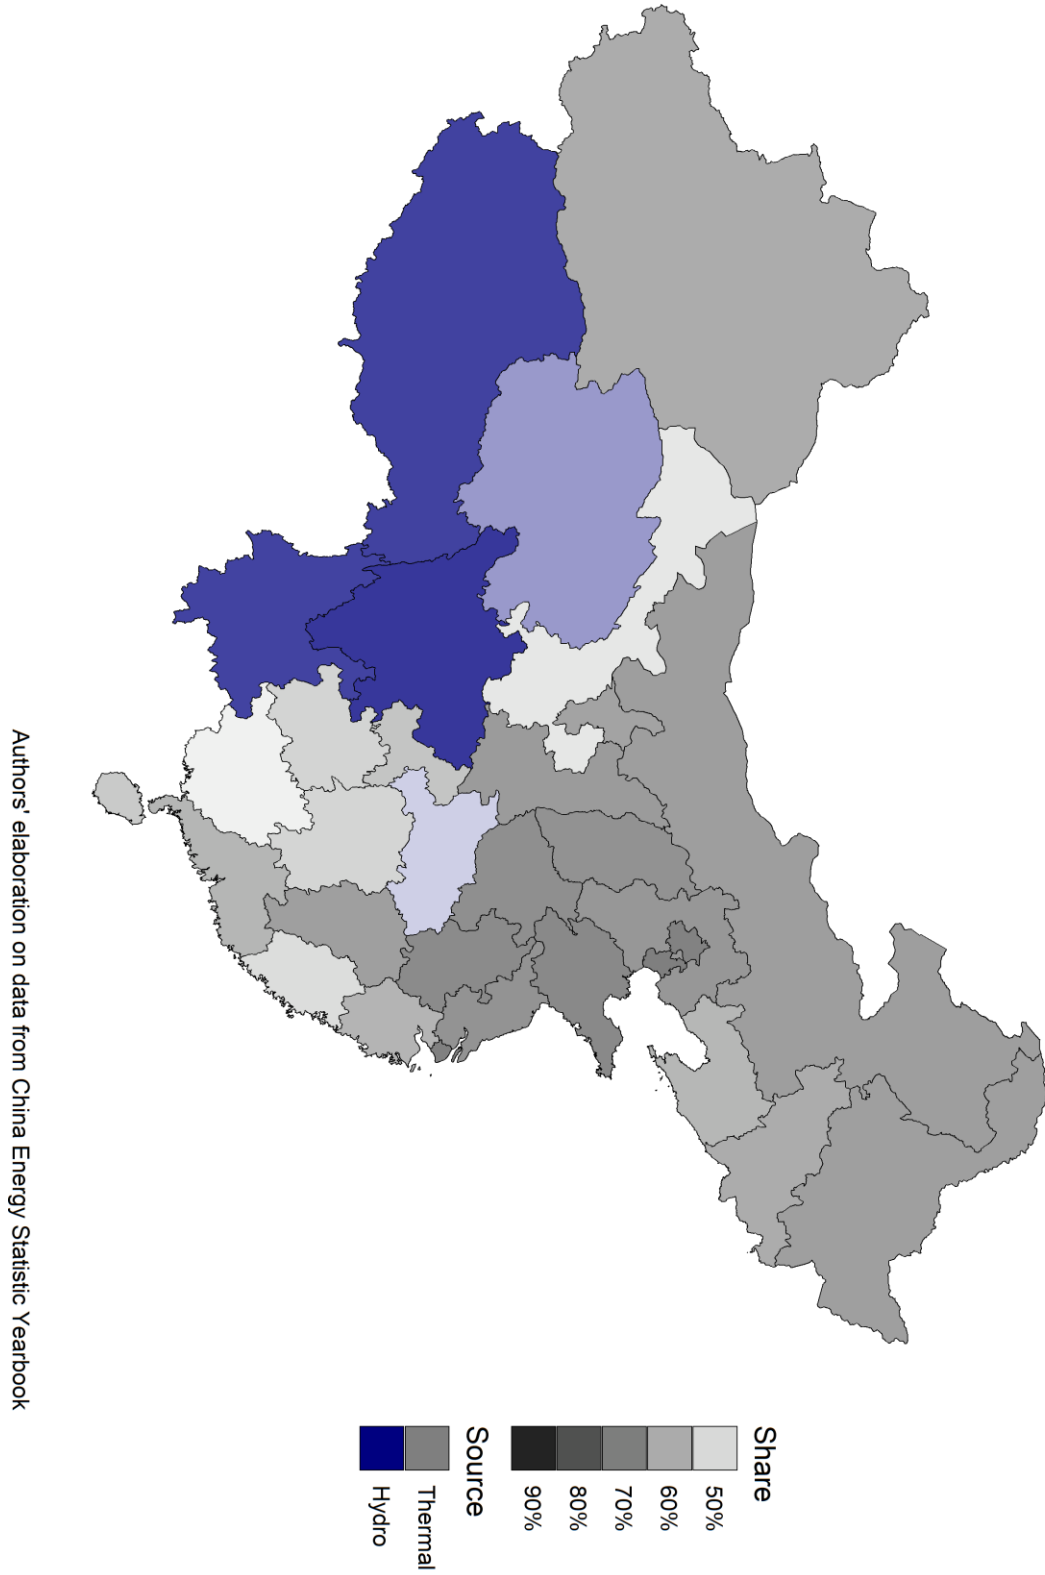 Share
50%
60%
70%
80%
90%
Source
Thermal
Hydro
Authors' elaboration on data from China Energy Statistic Yearbook